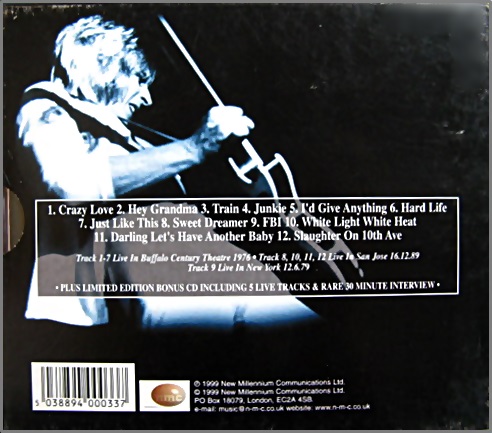 1. Crazy Love 2. Hey Grandma 3. Train 4. Junkie 5. I'd Give Anything 6. Hard Life
7. Just Like This 8. Sweet Dreamer 9. FBI 10. White Light White Heat
11. Darling Let's Have Another Baby 12. Slaughter On 10th Ave
Track 1-7 Live In Buffalo Century Theatre 1976 • Track 8, 10, 11, 12 Live In San Jose 16.12.89
Track 9 Live In New York 12.6.79
• PLUS LIMITED EDITION BONUS CD INCLUDING 5 LIVE TRACKS & RARE 30 MINUTE INTERVIEW •
5 038894 000337
nmc
℗ 1999 New Millennium Communications Ltd.
© 1999 New Millennium Communications Ltd.
PO Box 18079, London, EC2A 4SB.
e-mail: music@n-m-c.co.uk website: www.n-m-c.co.uk